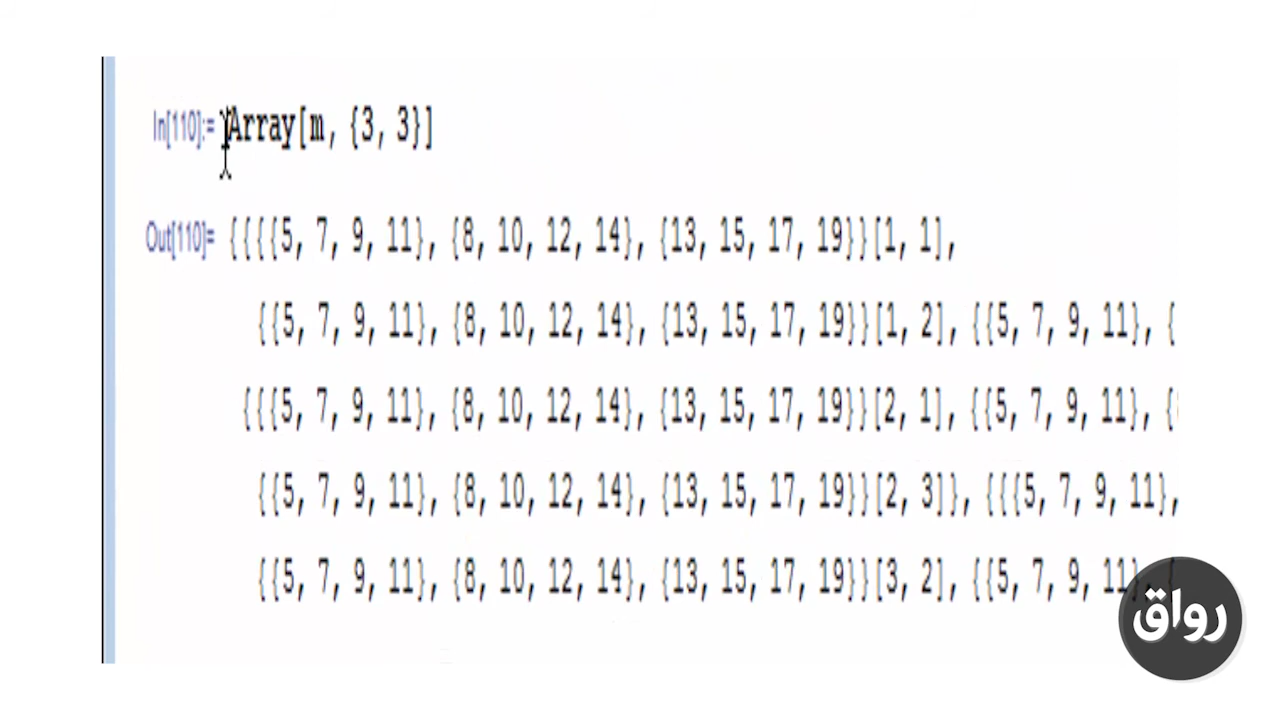 In[110]:= Array[m, {3, 3}]
Out[110]= {{{{5, 7, 9, 11}, {8, 10, 12, 14}, {13, 15, 17, 19}}[1, 1],
{{5, 7, 9, 11}, {8, 10, 12, 14}, {13, 15, 17, 19}}[1, 2], {{5, 7, 9, 11}, {
{{{5, 7, 9, 11}, {8, 10, 12, 14}, {13, 15, 17, 19}}[2, 1], {{5, 7, 9, 11}, {
{{5, 7, 9, 11}, {8, 10, 12, 14}, {13, 15, 17, 19}}[2, 3]}, {{{5, 7, 9, 11},
{{5, 7, 9, 11}, {8, 10, 12, 14}, {13, 15, 17, 19}}[3, 2], {{5, 7, 9, 11}, {
رواق